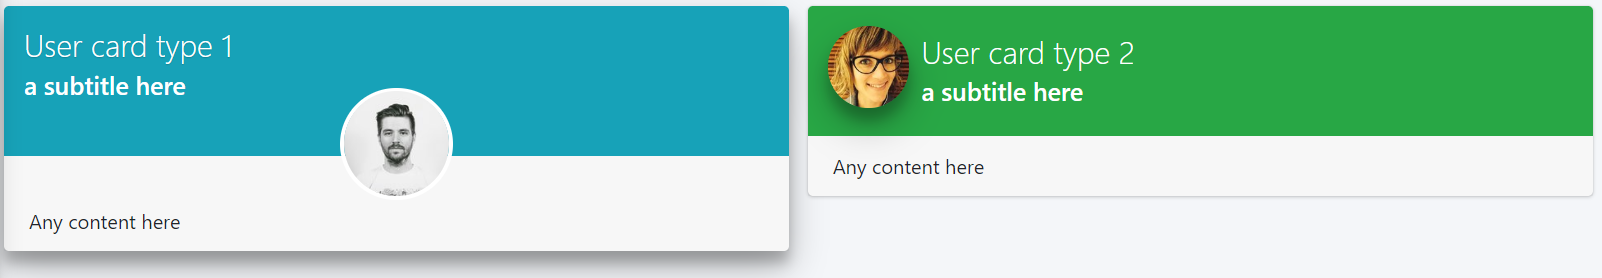 User card type 1
a subtitle here
Any content here
User card type 2
a subtitle here
Any content here